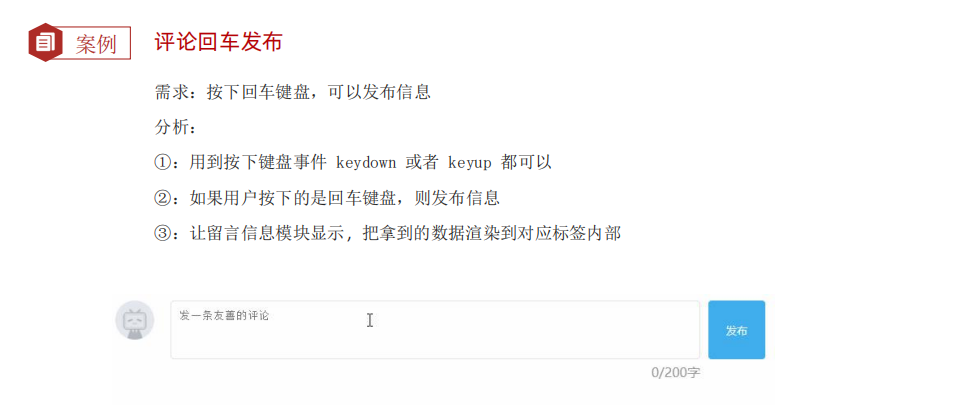 案例
评论回车发布
需求：按下回车键盘，可以发布信息
分析：
①：用到按下键盘事件 keydown 或者 keyup 都可以
②：如果用户按下的是回车键盘，则发布信息
③：让留言信息模块显示，把拿到的数据渲染到对应标签内部
发一条友善的评论
发布
0/200字